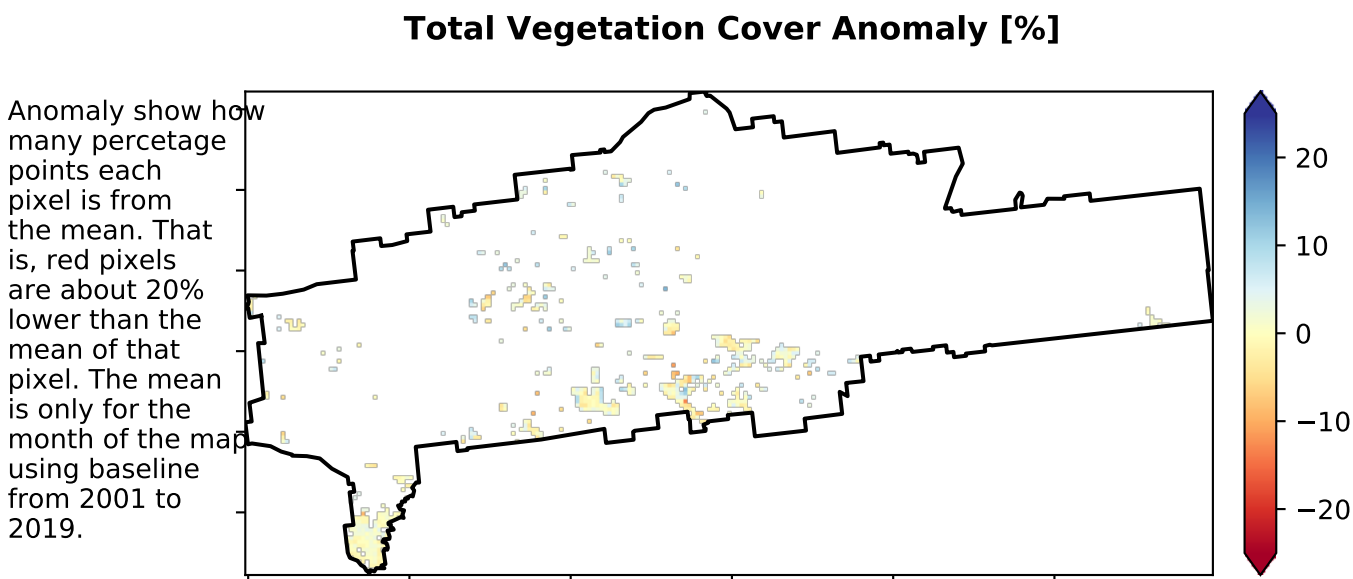 Total Vegetation Cover Anomaly [%]
Anomaly show how
many percetage
points each
pixel is from
the mean. That
is, red pixels
are about 20%
lower than the
mean of that
pixel. The mean
is only for the
month of the map
using baseline
from 2001 to
2019.
20
10
0
−10
−20